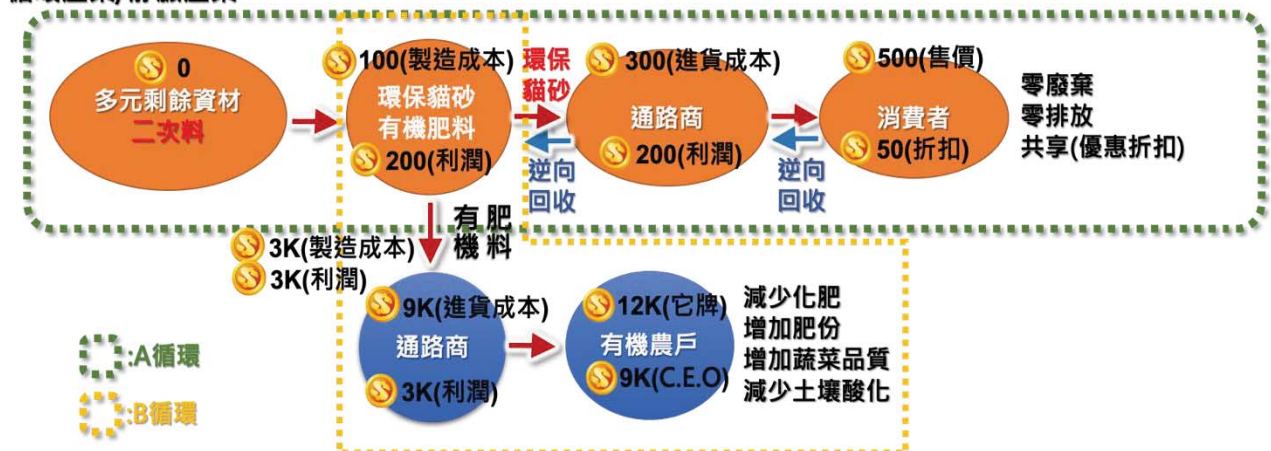 0
多元剩餘資材
二次料
100(製造成本)
環保貓砂
有機肥料
200(利潤)
環保
貓砂
逆向
回收
300(進貨成本)
通路商
200(利潤)
逆向
回收
500(售價)
消費者
50(折扣)
零廢棄
零排放
共享(優惠折扣)
有肥
機料
3K(製造成本)
3K(利潤)
9K(進貨成本)
通路商
3K(利潤)
12K(它牌)
有機農戶
9K(C.E.O)
減少化肥
增加肥份
增加蔬菜品質
減少土壤酸化
:A循環
:B循環